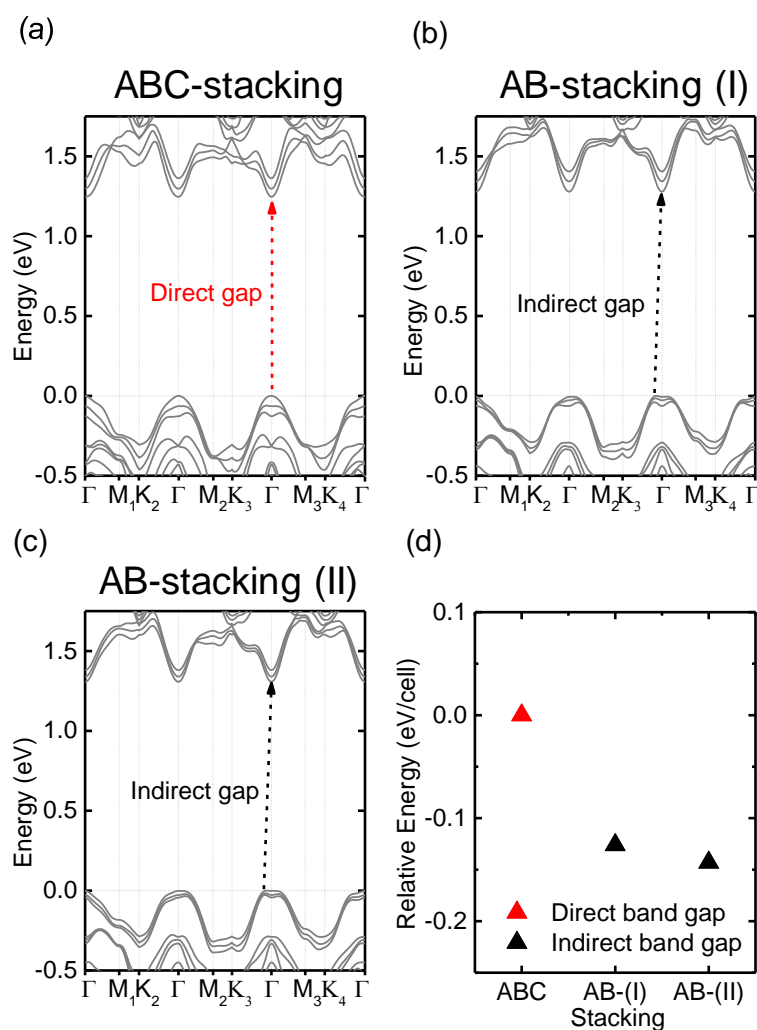 (a)
ABC-stacking
Energy (eV)
1.5
1.0
0.5
0.0
-0.5
Direct gap
Γ M₁K₂ Γ M₂K₃ Γ M₃K₄ Γ
(b)
AB-stacking (I)
Energy (eV)
1.5
1.0
0.5
0.0
-0.5
Indirect gap
Γ M₁K₂ Γ M₂K₃ Γ M₃K₄ Γ
(c)
AB-stacking (II)
Energy (eV)
1.5
1.0
0.5
0.0
-0.5
Indirect gap
Γ M₁K₂ Γ M₂K₃ Γ M₃K₄ Γ
(d)
Relative Energy (eV/cell)
0.1
0.0
-0.1
-0.2
Direct band gap
Indirect band gap
ABC AB-(I) AB-(II)
Stacking